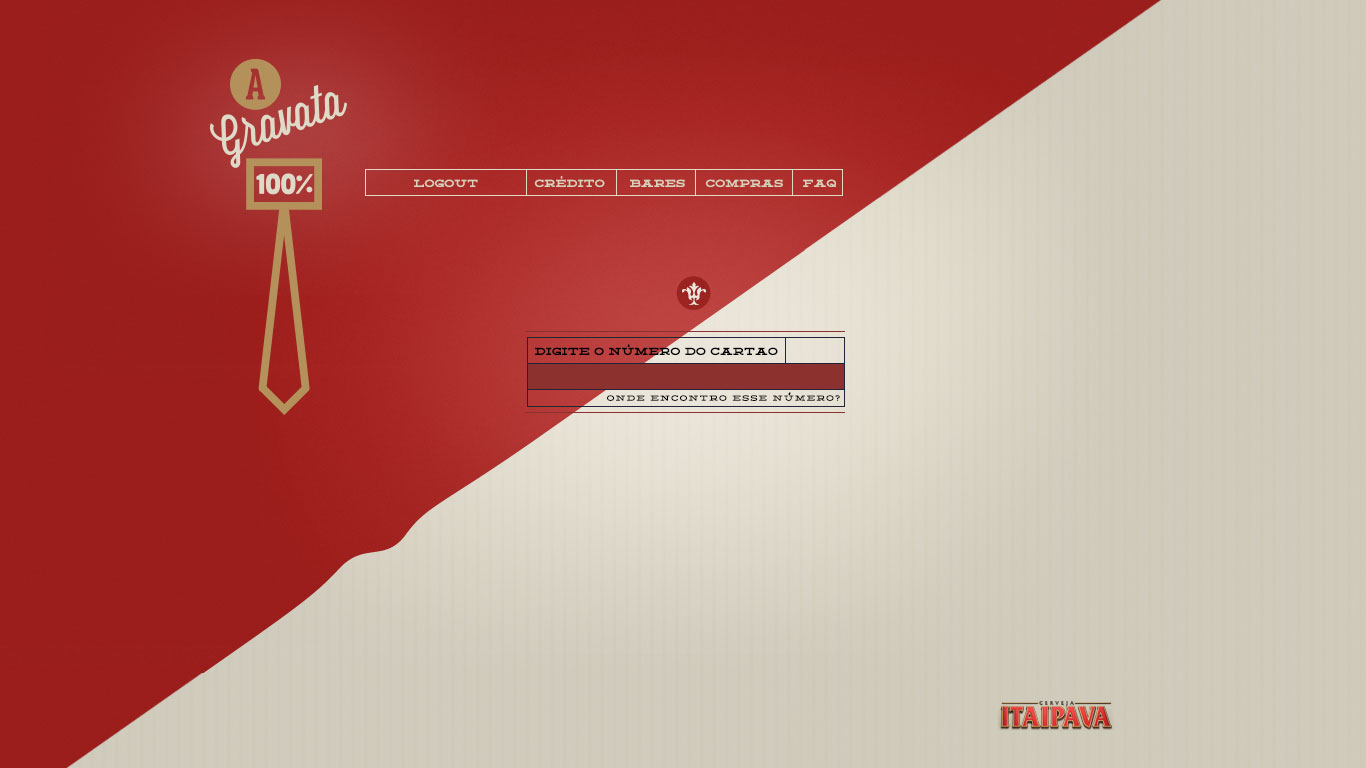 A
Gravata
100%
LOGOUT CRÉDITO BARES COMPRAS FAQ
DIGITE O NÚMERO DO CARTAO
ONDE ENCONTRO ESSE NÚMERO?
CERVEJA
ITAIPAVA